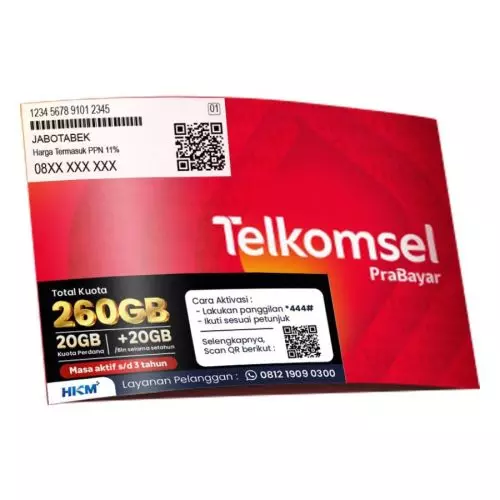 1234 5678 9101 2345
01
JABOTABEK
Harga Termasuk PPN 11%
08XX XXX XXX
Telkomsel
PraBayar
Total Kuota
260GB
20GB
Kuota Perdana
+20GB
/Bln selama setahun
Masa aktif s/d 3 tahun
Cara Aktivasi :
- Lakukan panggilan *444#
- Ikuti sesuai petunjuk
Selengkapnya,
Scan QR berikut :
HKM
Layanan Pelanggan : 0812 1909 0300